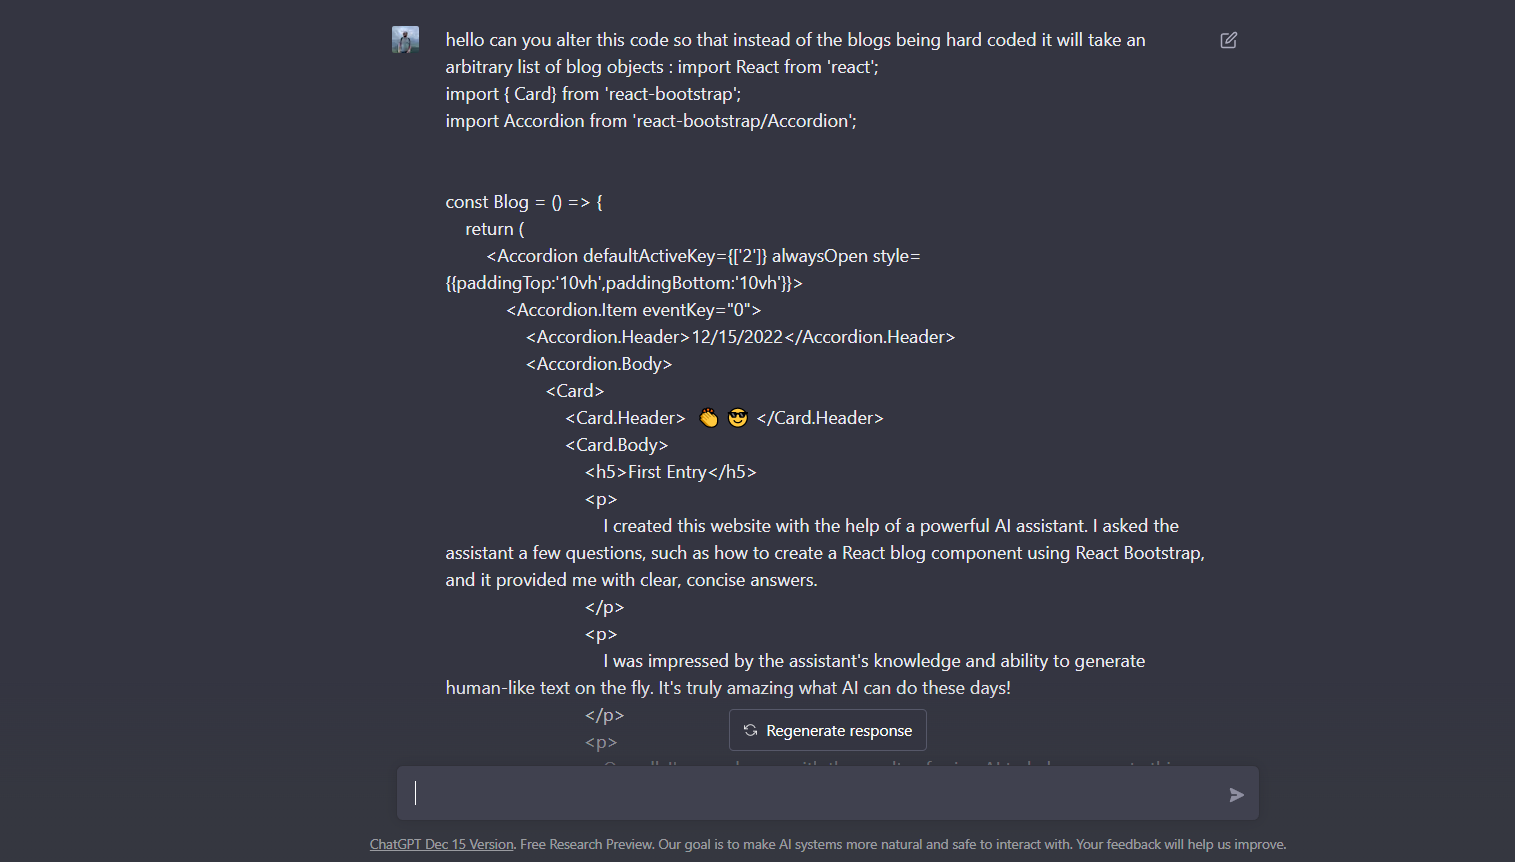 hello can you alter this code so that instead of the blogs being hard coded it will take an
arbitrary list of blog objects : import React from 'react';
import { Card} from 'react-bootstrap';
import Accordion from 'react-bootstrap/Accordion';
const Blog = () => {
return (
<Accordion defaultActiveKey={['2']} alwaysOpen style=
{{paddingTop:'10vh',paddingBottom:'10vh'}}>
<Accordion.Item eventKey="0">
<Accordion.Header>12/15/2022</Accordion.Header>
<Accordion.Body>
<Card>
<Card.Header> 👏 😎 </Card.Header>
<Card.Body>
<h5>First Entry</h5>
<p>
I created this website with the help of a powerful AI assistant. I asked the
assistant a few questions, such as how to create a React blog component using React Bootstrap,
and it provided me with clear, concise answers.
</p>
<p>
I was impressed by the assistant's knowledge and ability to generate
human-like text on the fly. It's truly amazing what AI can do these days!
</p>
<p>
Regenerate response
ChatGPT Dec 15 Version. Free Research Preview. Our goal is to make AI systems more natural and safe to interact with. Your feedback will help us improve.